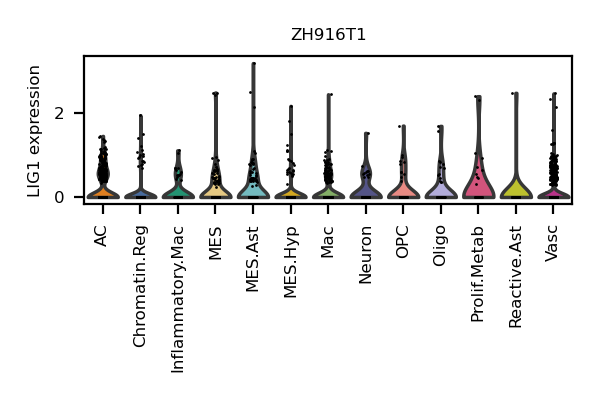 ZH916T1
LIG1 expression
2
0
AC
Chromatin.Reg
Inflammatory.Mac
MES
MES.Ast
MES.Hyp
Mac
Neuron
OPC
Oligo
Prolif.Metab
Reactive.Ast
Vasc